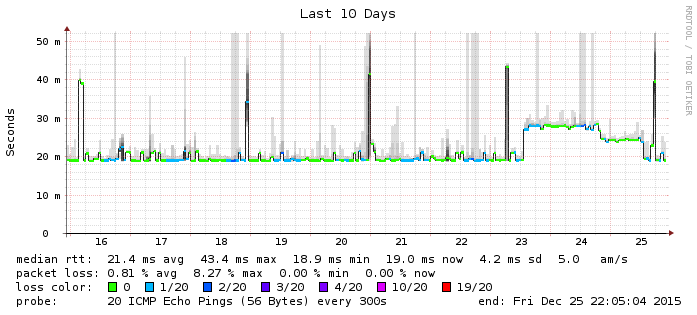 Last 10 Days
RRDTOOL / TOBI OETIKER
Seconds
50 m
40 m
30 m
20 m
10 m
0
16 17 18 19 20 21 22 23 24 25
median rtt: 21.4 ms avg 43.4 ms max 18.9 ms min 19.0 ms now 4.2 ms sd 5.0 am/s
packet loss: 0.81 % avg 8.27 % max 0.00 % min 0.00 % now
loss color: 0 1/20 2/20 3/20 4/20 10/20 19/20
probe: 20 ICMP Echo Pings (56 Bytes) every 300s end: Fri Dec 25 22:05:04 2015